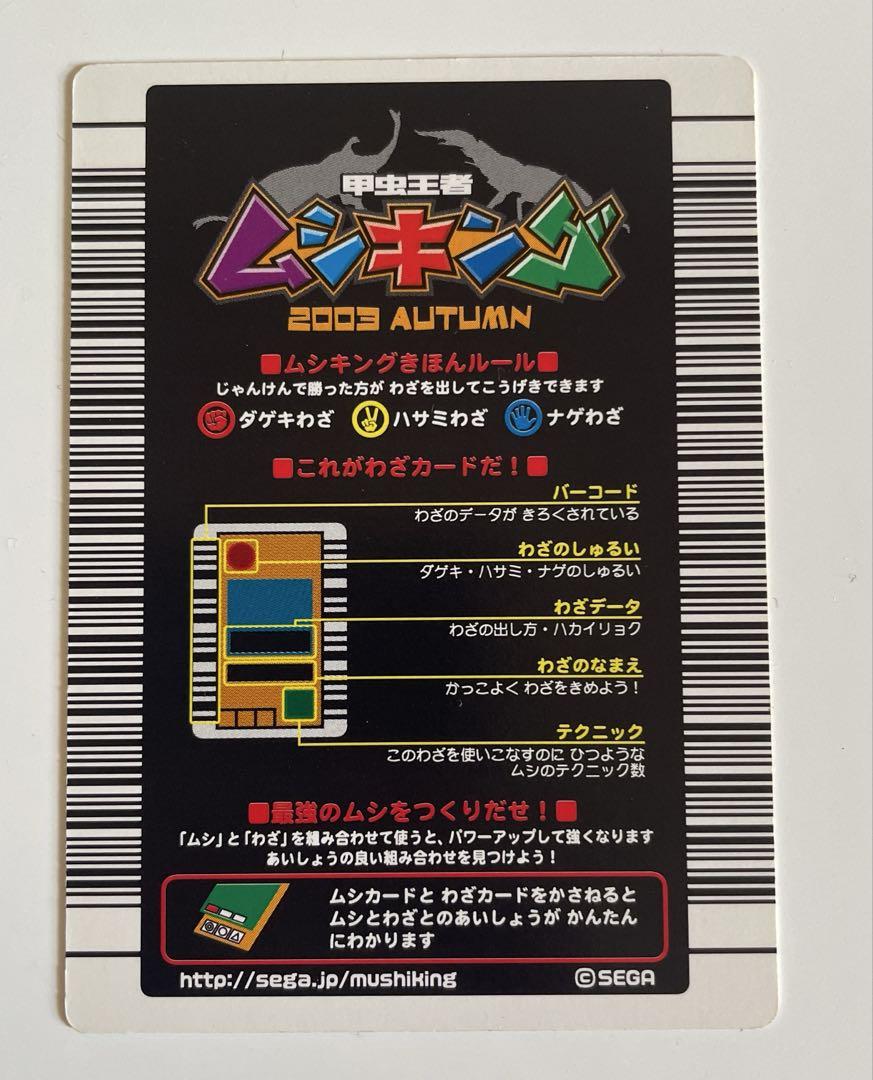 甲虫王者
ムシキング
2003 AUTUMN
■ムシキングきほんルール■
じゃんけんで勝った方が わざを出してこうげきできます
ダゲキわざ ハサミわざ ナゲわざ
■これがわざカードだ！■
バーコード
わざのデータが きろくされている
わざのしゅるい
ダゲキ・ハサミ・ナゲのしゅるい
わざデータ
わざの出し方・ハカイリョク
わざのなまえ
かっこよく わざをきめよう！
テクニック
このわざを使いこなすのに ひつような
ムシのテクニック数
■最強のムシをつくりだせ！■
「ムシ」と「わざ」を組み合わせて使うと、パワーアップして強くなります
あいしょうの良い組み合わせを見つけよう！
ムシカードと わざカードをかさねると
ムシとわざとのあいしょうが かんたん
にわかります
http://sega.jp/mushiking ©SEGA